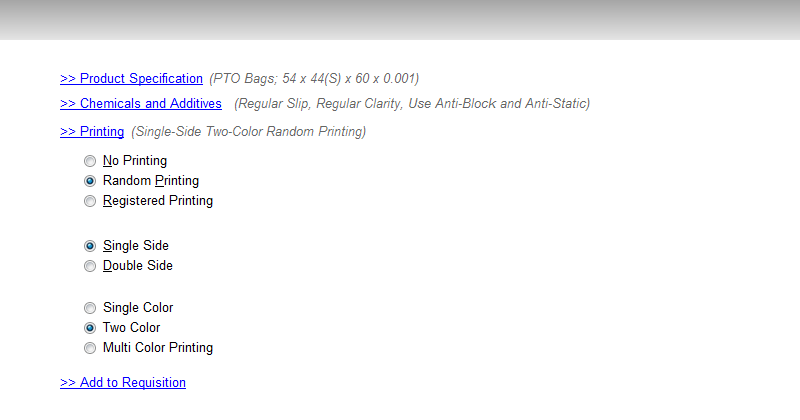 >> Product Specification (PTO Bags; 54 x 44(S) x 60 x 0.001)
>> Chemicals and Additives (Regular Slip, Regular Clarity, Use Anti-Block and Anti-Static)
>> Printing (Single-Side Two-Color Random Printing)
No Printing
Random Printing
Registered Printing
Single Side
Double Side
Single Color
Two Color
Multi Color Printing
>> Add to Requisition